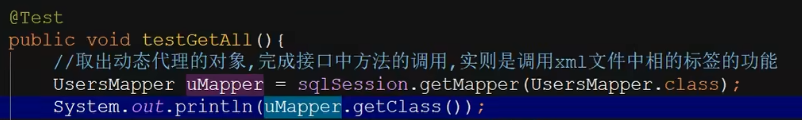 @Test
public void testGetAll(){
//取出动态代理的对象,完成接口中方法的调用,实则是调用xml文件中相的标签的功能
UsersMapper uMapper = sqlSession.getMapper(UsersMapper.class);
System.out.println(uMapper.getClass());